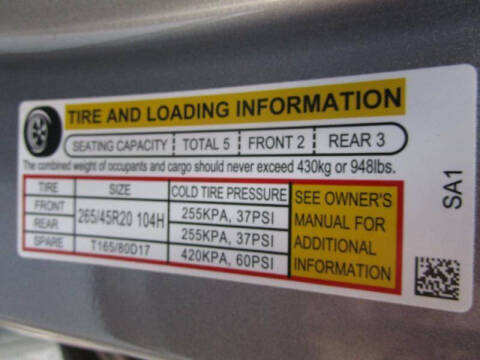 TIRE AND LOADING INFORMATION
SEATING CAPACITY TOTAL 5 FRONT 2 REAR 3
The combined weight of occupants and cargo should never exceed 430kg or 948lbs.
TIRE SIZE COLD TIRE PRESSURE
FRONT 265/45R20 104H 255KPA, 37PSI
REAR 255KPA, 37PSI
SPARE T165/80D17 420KPA, 60PSI
SEE OWNER'S
MANUAL FOR
ADDITIONAL
INFORMATION
SA1